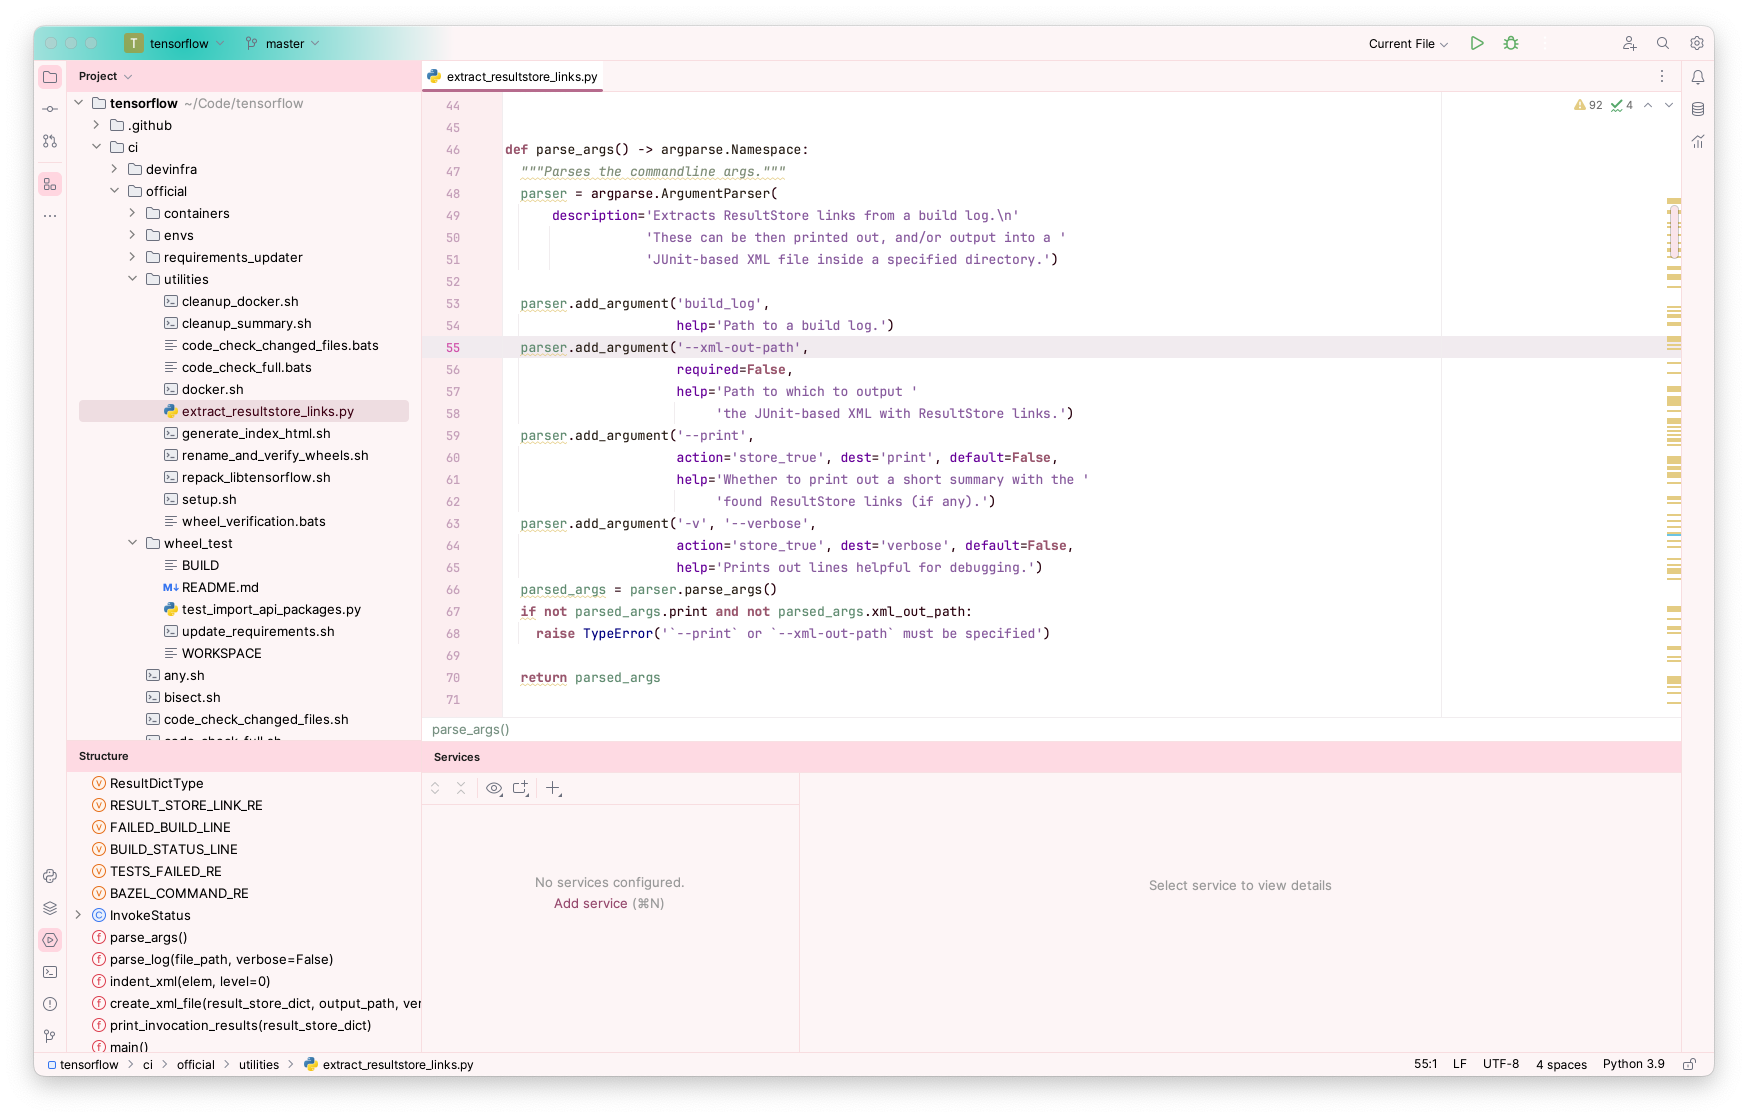 T tensorflow master Current File
Project
extract_resultstore_links.py
tensorflow ~/Code/tensorflow
.github
ci
devinfra
official
containers
envs
requirements_updater
utilities
cleanup_docker.sh
cleanup_summary.sh
code_check_changed_files.bats
code_check_full.bats
docker.sh
extract_resultstore_links.py
generate_index_html.sh
rename_and_verify_wheels.sh
repack_libtensorflow.sh
setup.sh
wheel_verification.bats
wheel_test
BUILD
M↓ README.md
test_import_api_packages.py
update_requirements.sh
WORKSPACE
any.sh
bisect.sh
code_check_changed_files.sh
code_check_full.sh
92 4
44
45
46 def parse_args() -> argparse.Namespace:
47 """Parses the commandline args."""
48 parser = argparse.ArgumentParser(
49 description='Extracts ResultStore links from a build log.\n'
50 'These can be then printed out, and/or output into a '
51 'JUnit-based XML file inside a specified directory.')
52
53 parser.add_argument('build_log',
54 help='Path to a build log.')
55 parser.add_argument('--xml-out-path',
56 required=False,
57 help='Path to which to output '
58 'the JUnit-based XML with ResultStore links.')
59 parser.add_argument('--print',
60 action='store_true', dest='print', default=False,
61 help='Whether to print out a short summary with the '
62 'found ResultStore links (if any).')
63 parser.add_argument('-v', '--verbose',
64 action='store_true', dest='verbose', default=False,
65 help='Prints out lines helpful for debugging.')
66 parsed_args = parser.parse_args()
67 if not parsed_args.print and not parsed_args.xml_out_path:
68 raise TypeError('`--print` or `--xml-out-path` must be specified')
69
70 return parsed_args
71
parse_args()
Structure
ResultDictType
RESULT_STORE_LINK_RE
FAILED_BUILD_LINE
BUILD_STATUS_LINE
TESTS_FAILED_RE
BAZEL_COMMAND_RE
InvokeStatus
parse_args()
parse_log(file_path, verbose=False)
indent_xml(elem, level=0)
create_xml_file(result_store_dict, output_path, ver
print_invocation_results(result_store_dict)
main()
Services
No services configured.
Add service (⌘N)
Select service to view details
tensorflow ci official utilities extract_resultstore_links.py
55:1 LF UTF-8 4 spaces Python 3.9